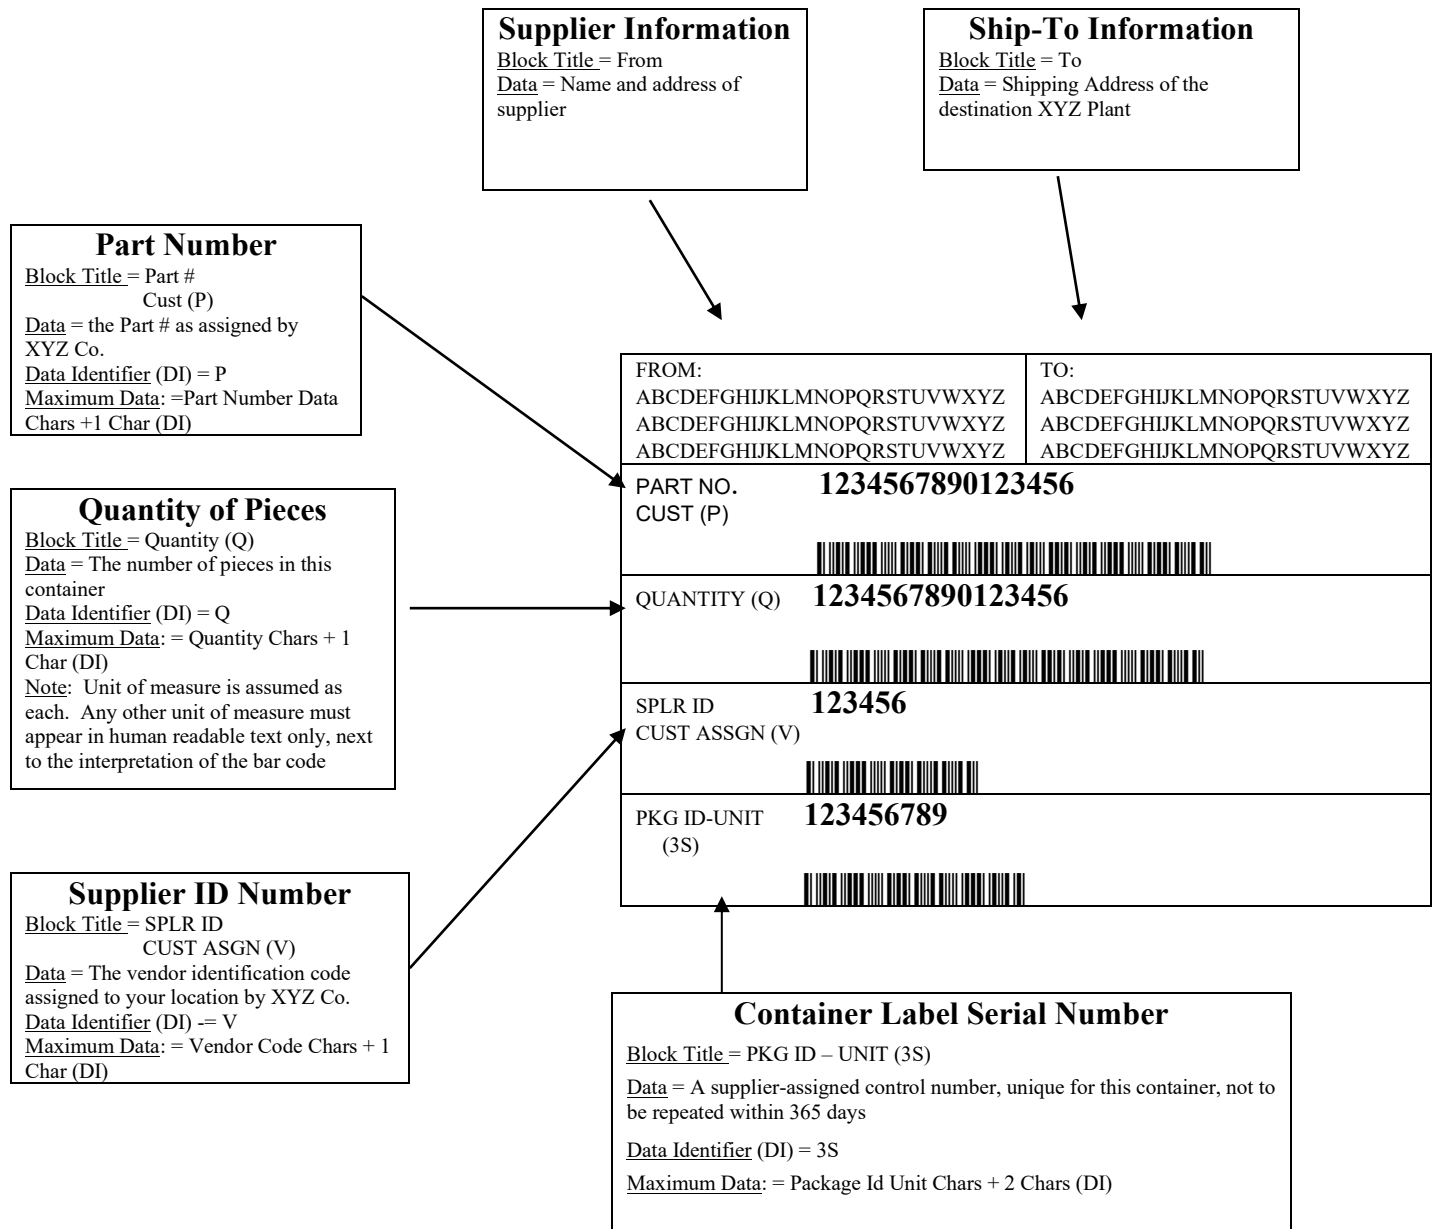 Supplier Information
Block Title = From
Data = Name and address of
supplier
Ship-To Information
Block Title = To
Data = Shipping Address of the
destination XYZ Plant
Part Number
Block Title = Part #
Cust (P)
Data = the Part # as assigned by
XYZ Co.
Data Identifier (DI) = P
Maximum Data: =Part Number Data
Chars +1 Char (DI)
Quantity of Pieces
Block Title = Quantity (Q)
Data = The number of pieces in this
container
Data Identifier (DI) = Q
Maximum Data: = Quantity Chars + 1
Char (DI)
Note: Unit of measure is assumed as
each. Any other unit of measure must
appear in human readable text only, next
to the interpretation of the bar code
Supplier ID Number
Block Title = SPLR ID
CUST ASGN (V)
Data = The vendor identification code
assigned to your location by XYZ Co.
Data Identifier (DI) -= V
Maximum Data: = Vendor Code Chars + 1
Char (DI)
FROM:
ABCDEFGHIJKLMNOPQRSTUVWXYZ
ABCDEFGHIJKLMNOPQRSTUVWXYZ
ABCDEFGHIJKLMNOPQRSTUVWXYZ
TO:
ABCDEFGHIJKLMNOPQRSTUVWXYZ
ABCDEFGHIJKLMNOPQRSTUVWXYZ
ABCDEFGHIJKLMNOPQRSTUVWXYZ
PART NO. 1234567890123456
CUST (P)
QUANTITY (Q) 1234567890123456
SPLR ID 123456
CUST ASSGN (V)
PKG ID-UNIT 123456789
(3S)
Container Label Serial Number
Block Title = PKG ID – UNIT (3S)
Data = A supplier-assigned control number, unique for this container, not to
be repeated within 365 days
Data Identifier (DI) = 3S
Maximum Data: = Package Id Unit Chars + 2 Chars (DI)